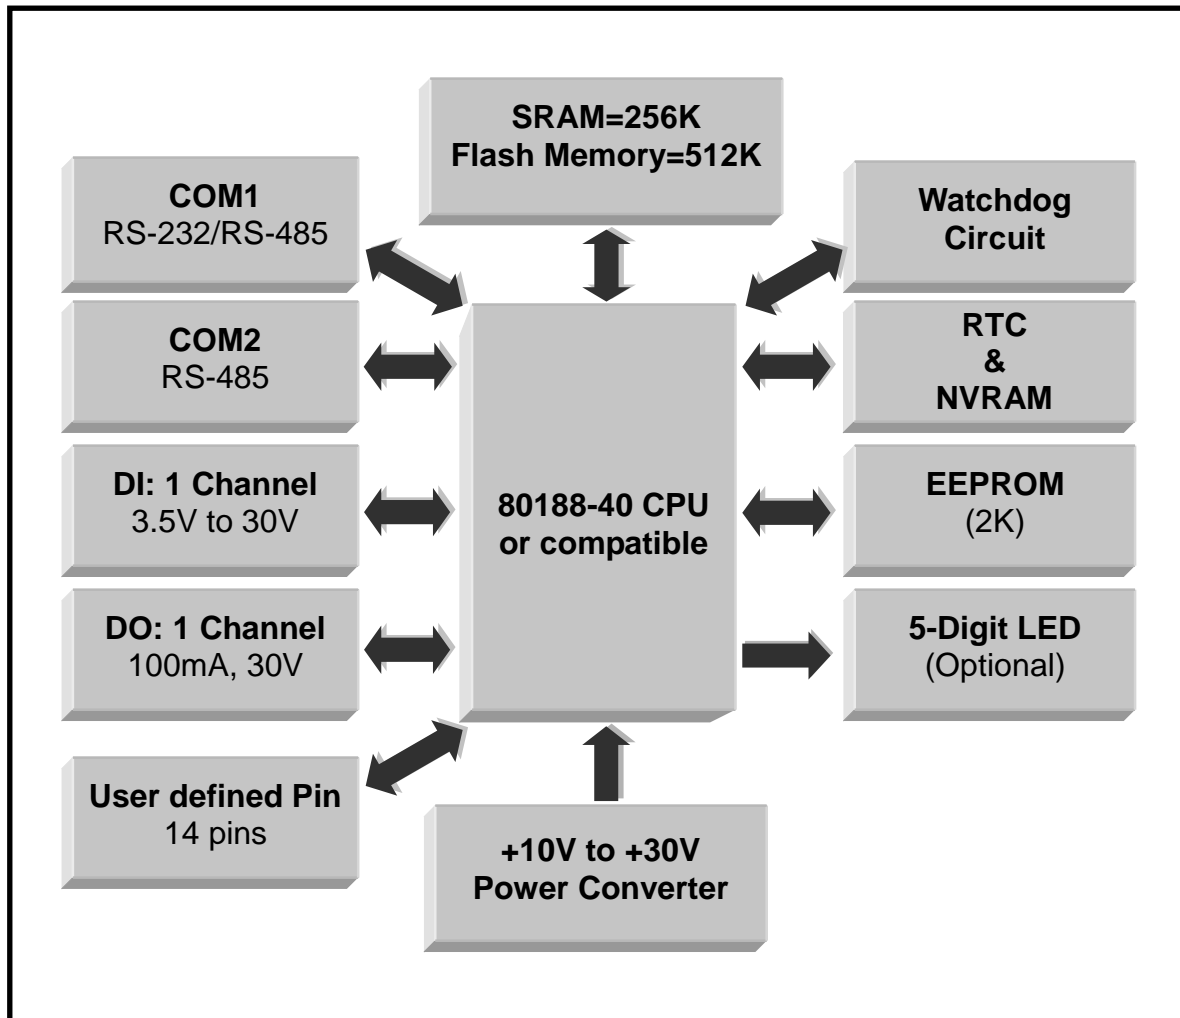 SRAM=256K
Flash Memory=512K
COM1
RS-232/RS-485
Watchdog
Circuit
COM2
RS-485
RTC
&
NVRAM
DI: 1 Channel
3.5V to 30V
80188-40 CPU
or compatible
EEPROM
(2K)
DO: 1 Channel
100mA, 30V
5-Digit LED
(Optional)
User defined Pin
14 pins
+10V to +30V
Power Converter